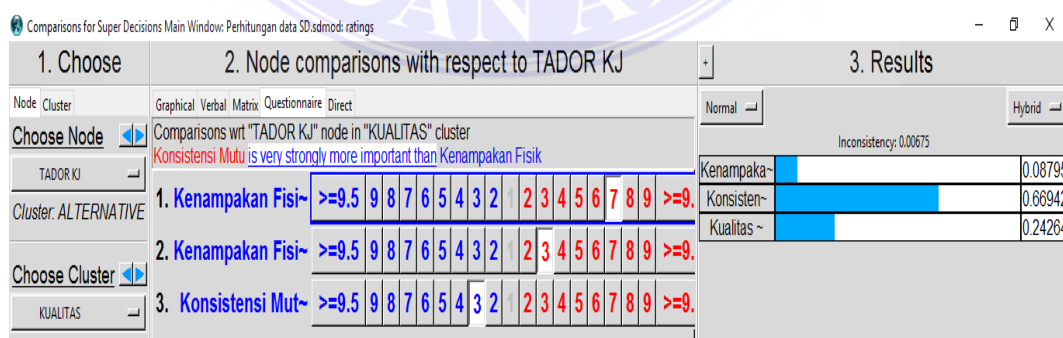 Comparisons for Super Decisions Main Window: Perhitungan data SD.sdmod: ratings
1. Choose
Node Cluster
Choose Node
TADOR KJ
Cluster: ALTERNATIVE
Choose Cluster
KUALITAS
2. Node comparisons with respect to TADOR KJ
Graphical Verbal Matrix Questionnaire Direct
Comparisons wrt "TADOR KJ" node in "KUALITAS" cluster
Konsistensi Mutu is very strongly more important than Kenampakan Fisik
1. Kenampakan Fisi~ >=9.5 9 8 7 6 5 4 3 2 1 2 3 4 5 6 7 8 9 >=9.
2. Kenampakan Fisi~ >=9.5 9 8 7 6 5 4 3 2 1 2 3 4 5 6 7 8 9 >=9.
3. Konsistensi Mut~ >=9.5 9 8 7 6 5 4 3 2 1 2 3 4 5 6 7 8 9 >=9.
+ 3. Results
Normal Hybrid
Inconsistency: 0.00675
Kenampaka~ 0.08795
Konsisten~ 0.66942
Kualitas ~ 0.24264